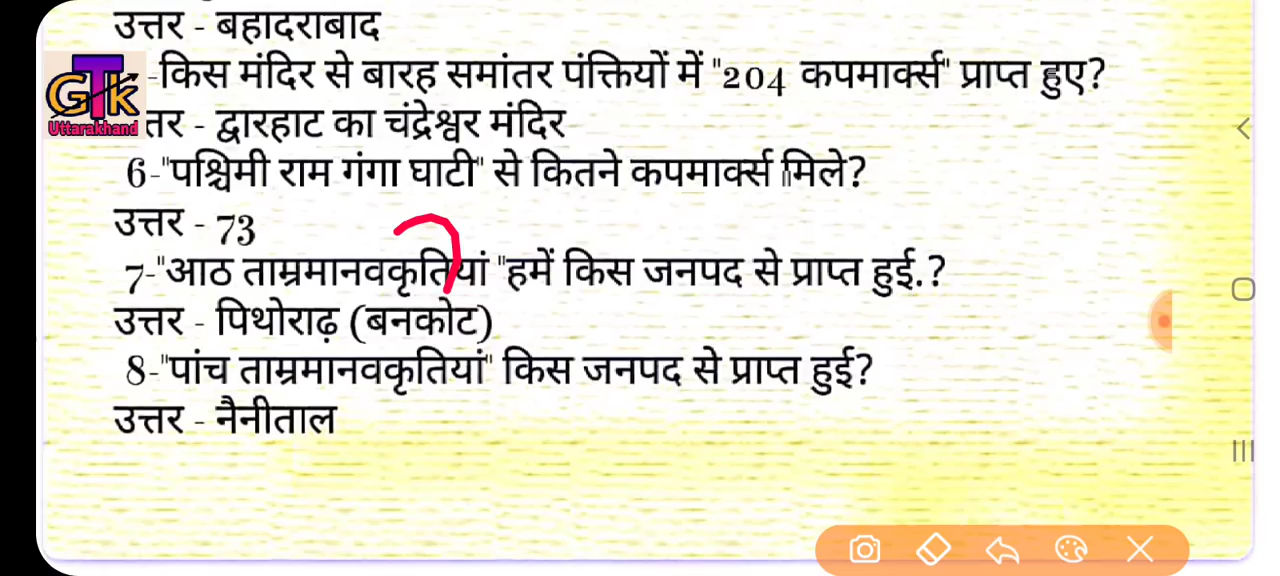 उत्तर - बहादराबाद
-किस मंदिर से बारह समांतर पंक्तियों में "204 कपमार्क्स" प्राप्त हुए?
GTK
Uttarakhand
तर - द्वारहाट का चंद्रेश्वर मंदिर
6-"पश्चिमी राम गंगा घाटी" से कितने कपमार्क्स मिले?
उत्तर - 73
7-"आठ ताम्रमानवकृतियां "हमें किस जनपद से प्राप्त हुई.?
उत्तर - पिथोराढ़ (बनकोट)
8-"पांच ताम्रमानवकृतियां" किस जनपद से प्राप्त हुई?
उत्तर - नैनीताल